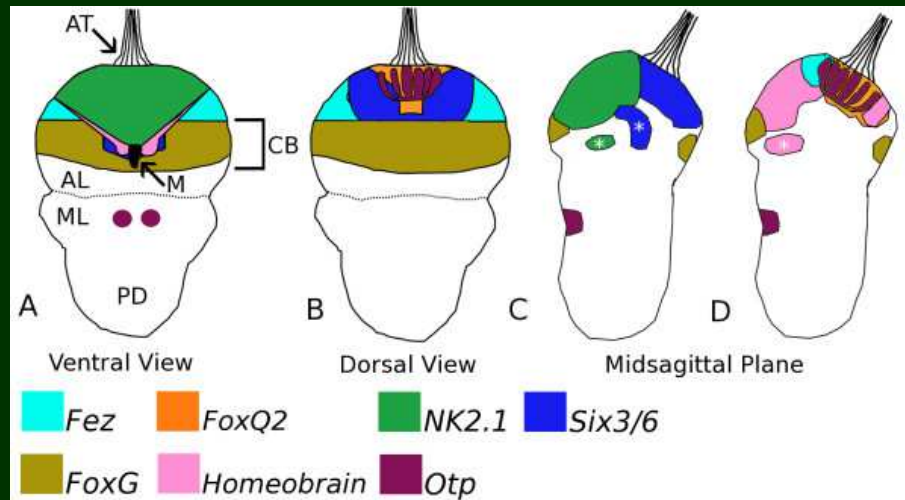 AT
CB
AL
M
ML
PD
A
B
C
D
*
*
*
Ventral View
Dorsal View
Midsagittal Plane
Fez
FoxQ2
NK2.1
Six3/6
FoxG
Homeobrain
Otp